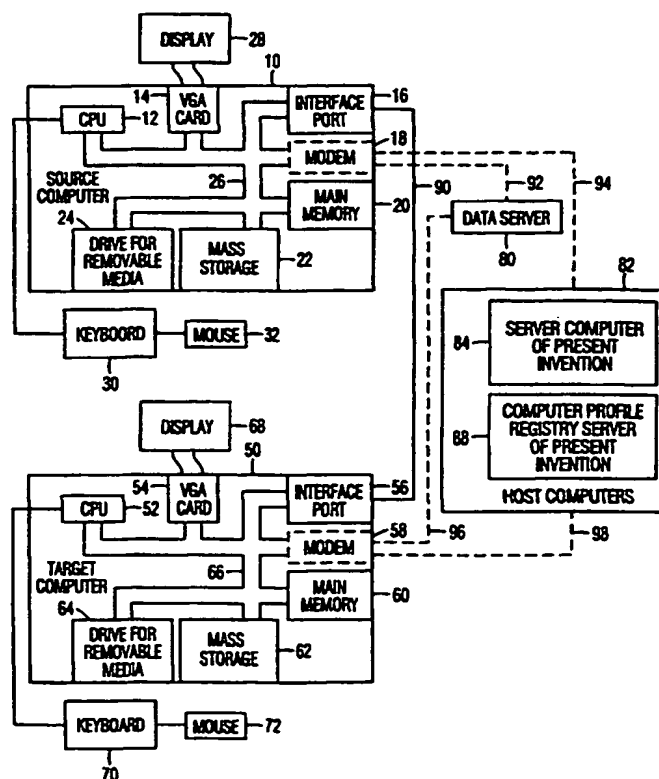 DISPLAY
28
10
14
VGA
CARD
INTERFACE
PORT
16
CPU
12
18
MODEM
SOURCE
COMPUTER
26
90
92
94
24
MAIN
MEMORY
20
DATA SERVER
80
DRIVE FOR
REMOVABLE
MEDIA
MASS
STORAGE
22
82
KEYBOORD
30
MOUSE
32
84
SERVER COMPUTER
OF PRESENT
INVENTION
DISPLAY
68
88
COMPUTER PROFILE
REGISTRY SERVER
OF PRESENT
INVENTION
HOST COMPUTERS
50
54
VGA
CARD
INTERFACE
PORT
56
CPU
52
58
MODEM
96
98
TARGET
COMPUTER
66
64
MAIN
MEMORY
60
DRIVE FOR
REMOVABLE
MEDIA
MASS
STORAGE
62
KEYBOARD
70
MOUSE
72